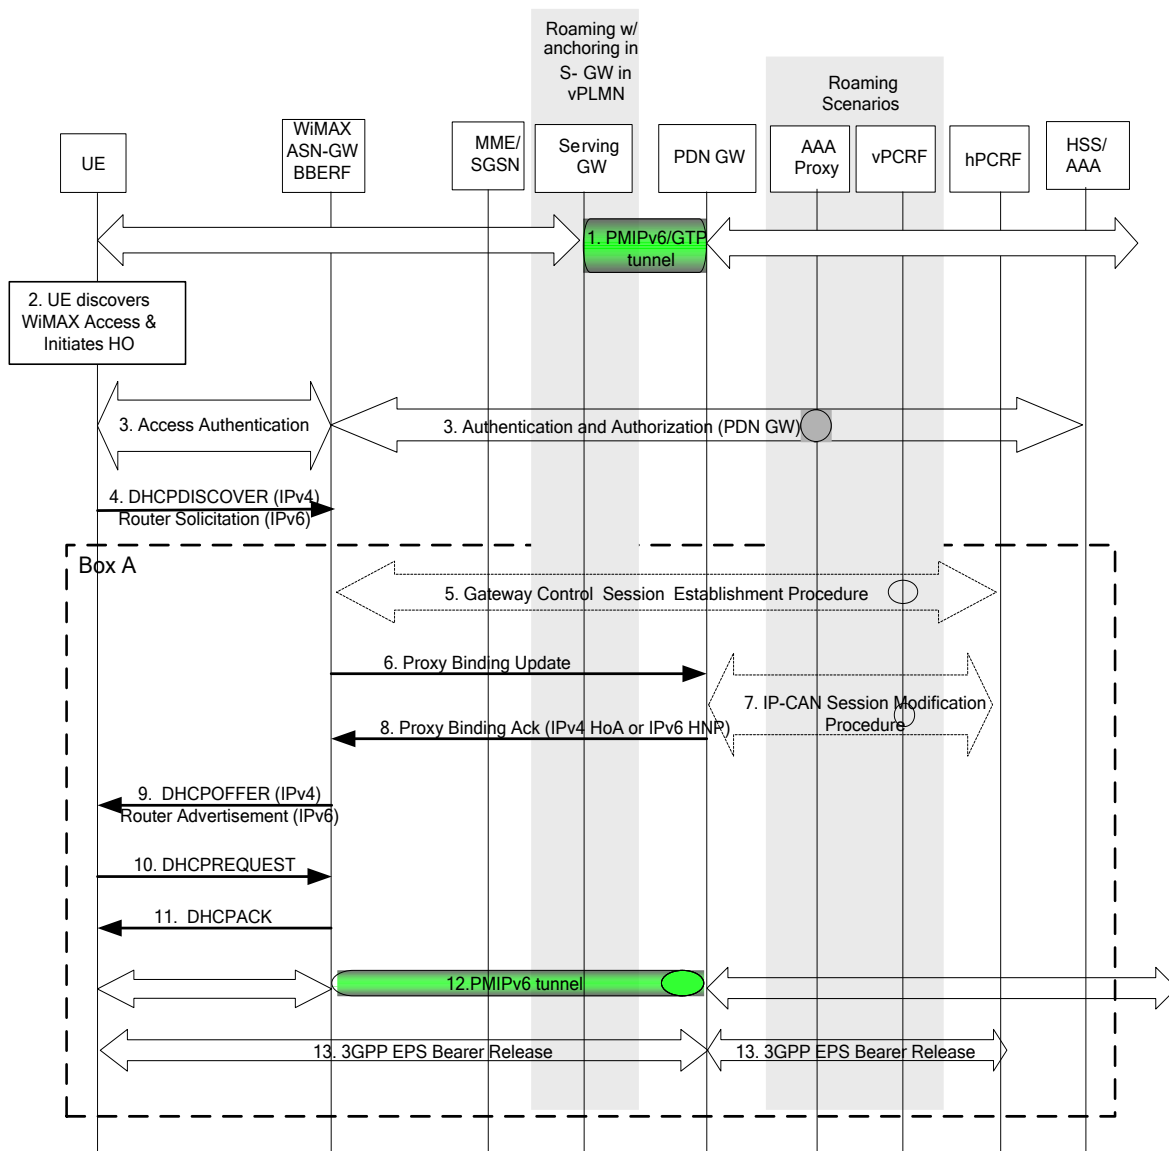 Roaming w/
anchoring in
S- GW in
vPLMN
Roaming
Scenarios
UE
WiMAX
ASN-GW
BBERF
MME/
SGSN
Serving
GW
PDN GW
AAA
Proxy
vPCRF
hPCRF
HSS/
AAA
1. PMIPv6/GTP
tunnel
2. UE discovers
WiMAX Access &
Initiates HO
3. Access Authentication
3. Authentication and Authorization (PDN GW)
4. DHCPDISCOVER (IPv4)
Router Solicitation (IPv6)
Box A
5. Gateway Control Session Establishment Procedure
6. Proxy Binding Update
7. IP-CAN Session Modification
Procedure
8. Proxy Binding Ack (IPv4 HoA or IPv6 HNP)
9. DHCPOFFER (IPv4)
Router Advertisement (IPv6)
10. DHCPREQUEST
11. DHCPACK
12.PMIPv6 tunnel
13. 3GPP EPS Bearer Release
13. 3GPP EPS Bearer Release